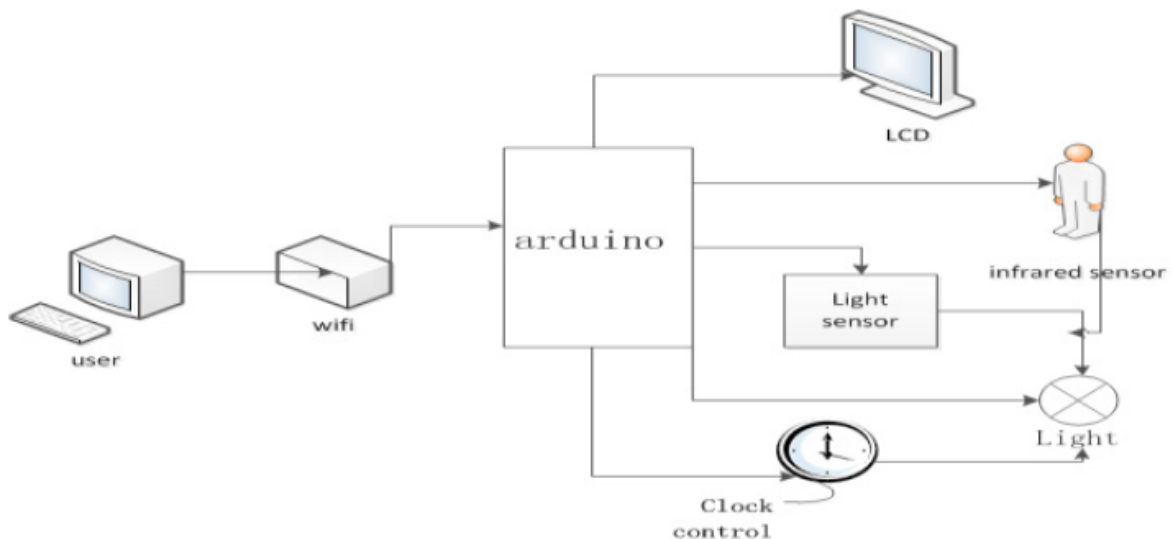 LCD
arduino
infrared sensor
Light
sensor
wifi
user
Light
Clock
control